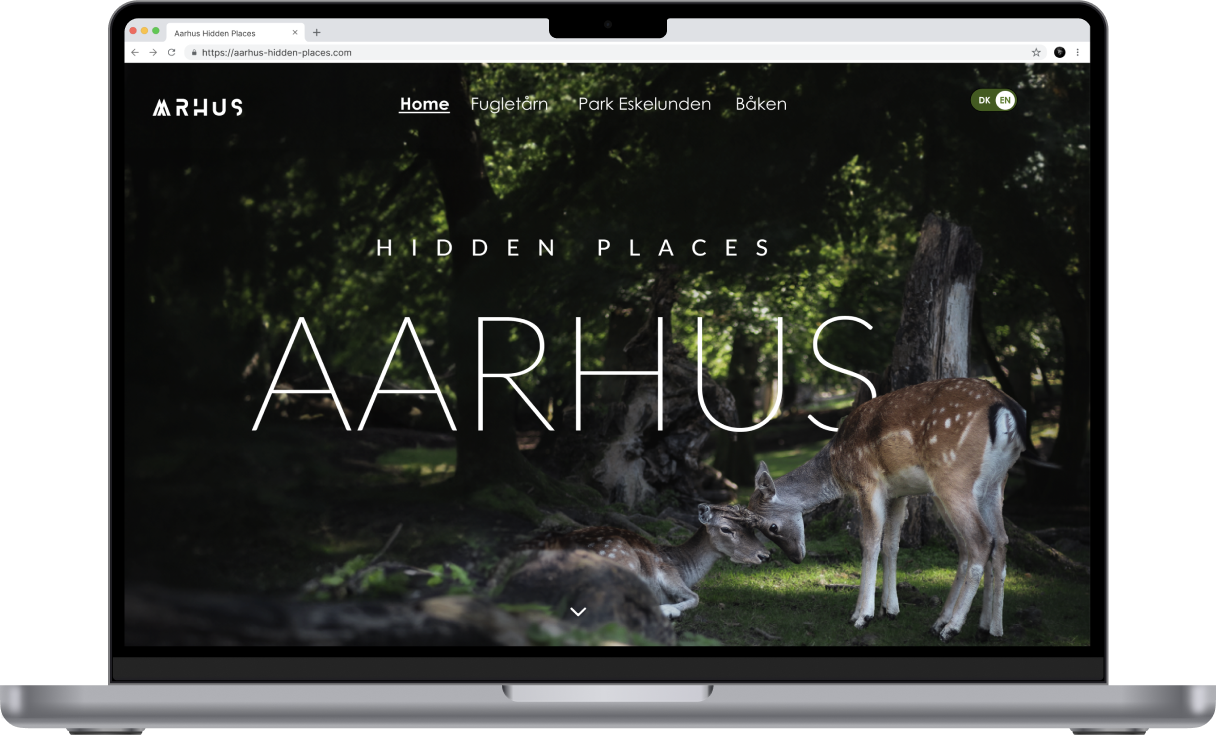 Aarhus Hidden Places
https://aarhus-hidden-places.com
AARHUS
Home Fugletårn Park Eskelunden Båken
DK EN
HIDDEN PLACES
AARHUS